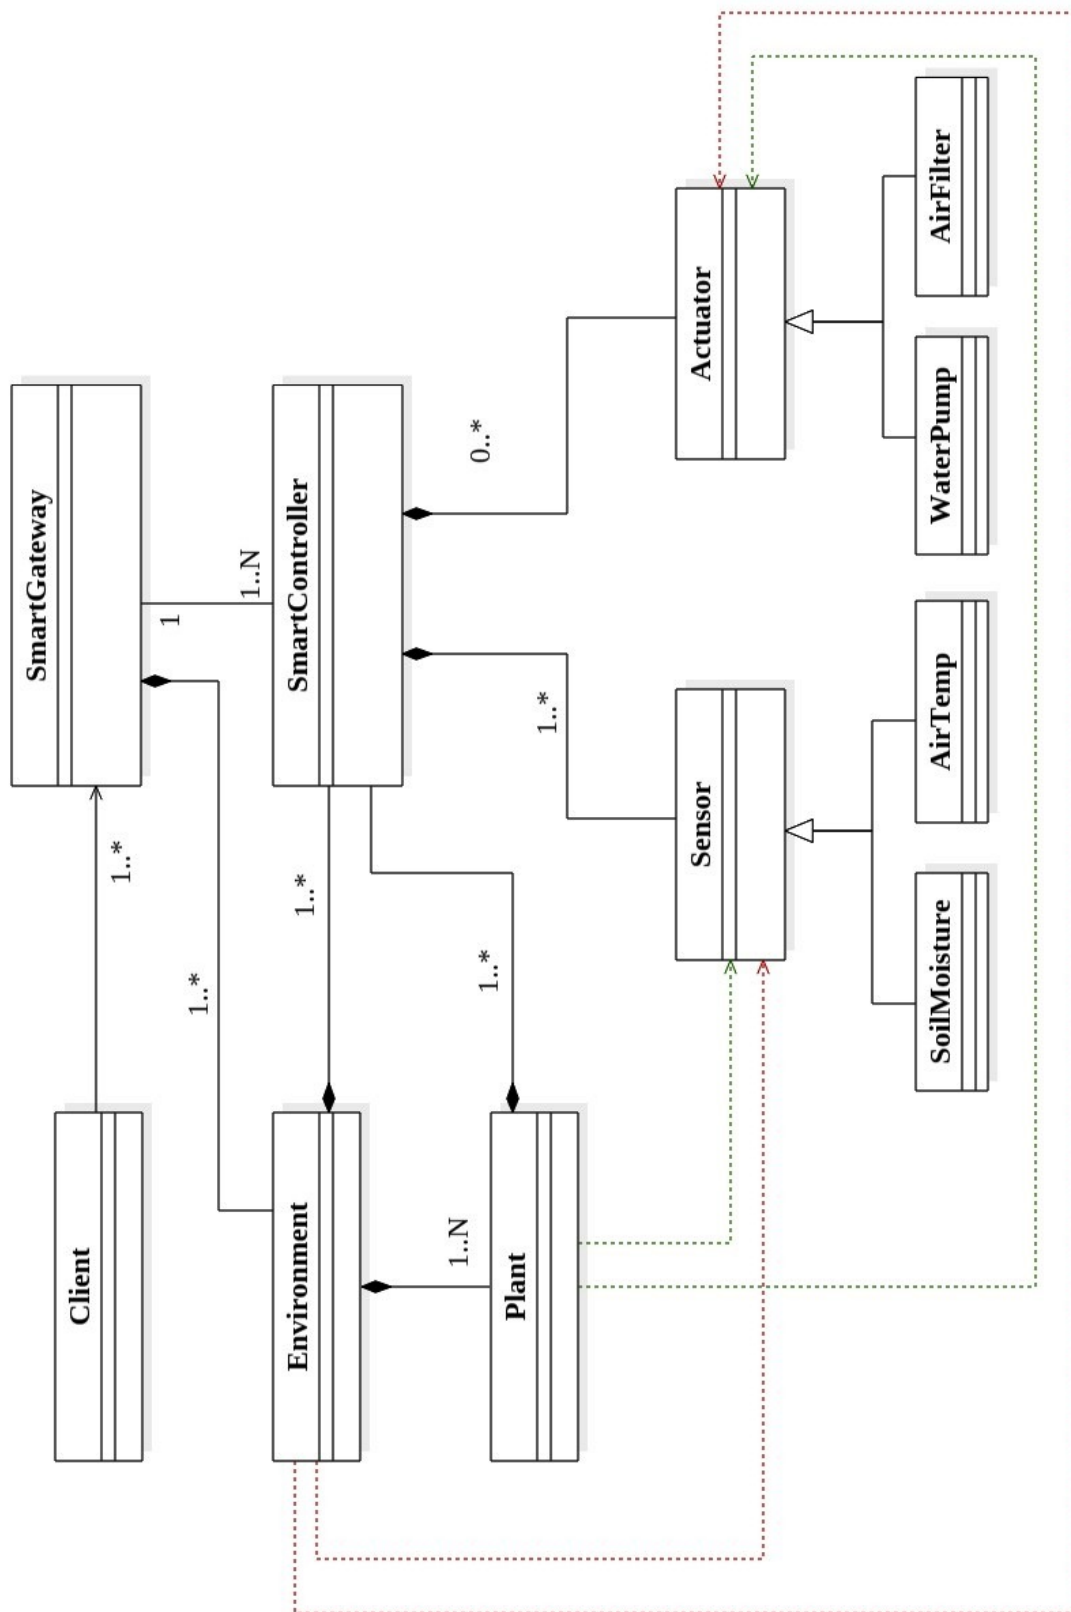 Client
1..*
SmartGateway
1..*
1
1..N
Environment
1..*
SmartController
1..N
Plant
1..*
1..*
0..*
Sensor
Actuator
SoilMoisture
AirTemp
WaterPump
AirFilter